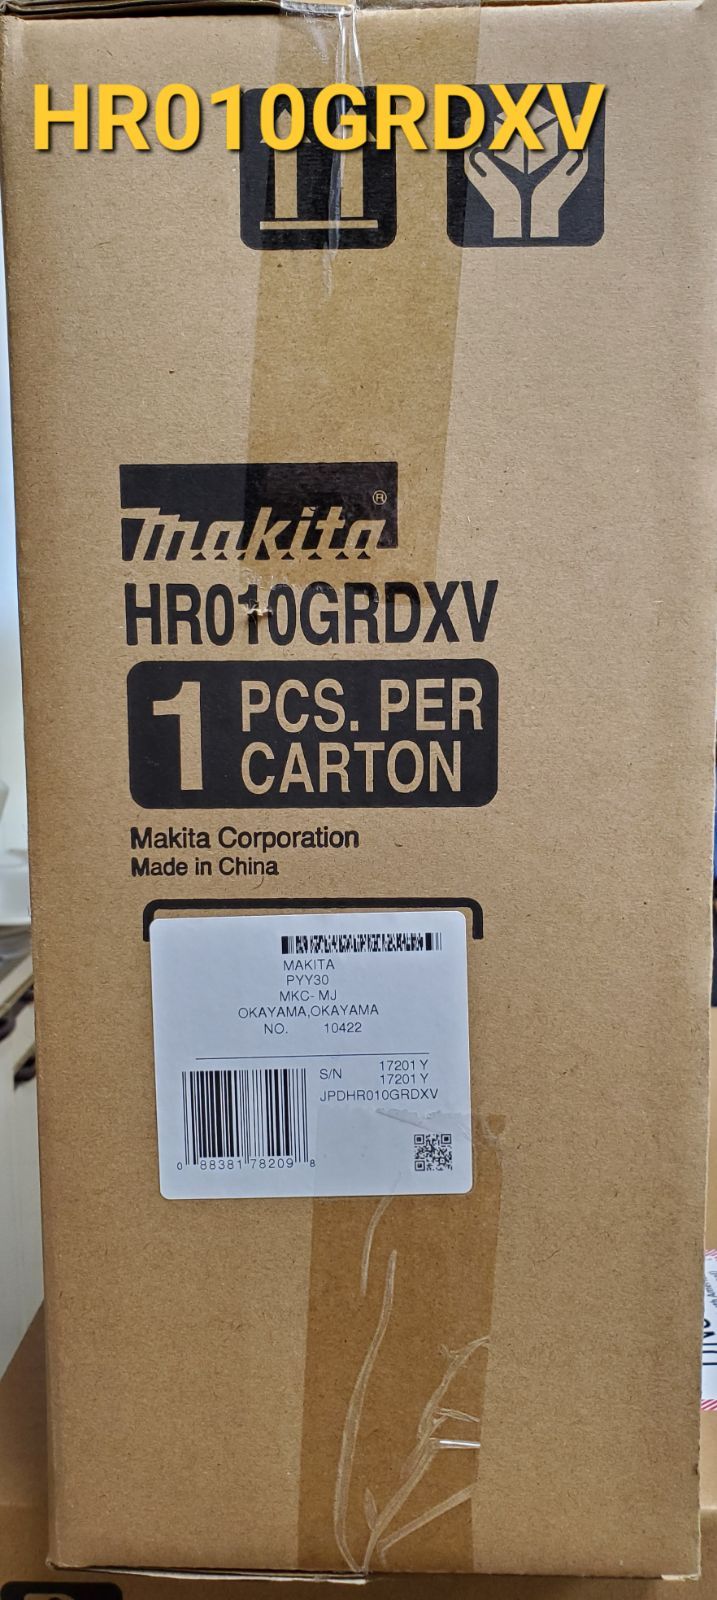 HR010GRDXV
makita®
HR010GRDXV
1 PCS. PER
CARTON
Makita Corporation
Made in China
MAKITA
PYY30
MKC- MJ
OKAYAMA,OKAYAMA
NO. 10422
S/N 17201 Y
17201 Y
JPDHR010GRDXV
0 88381 78209 8